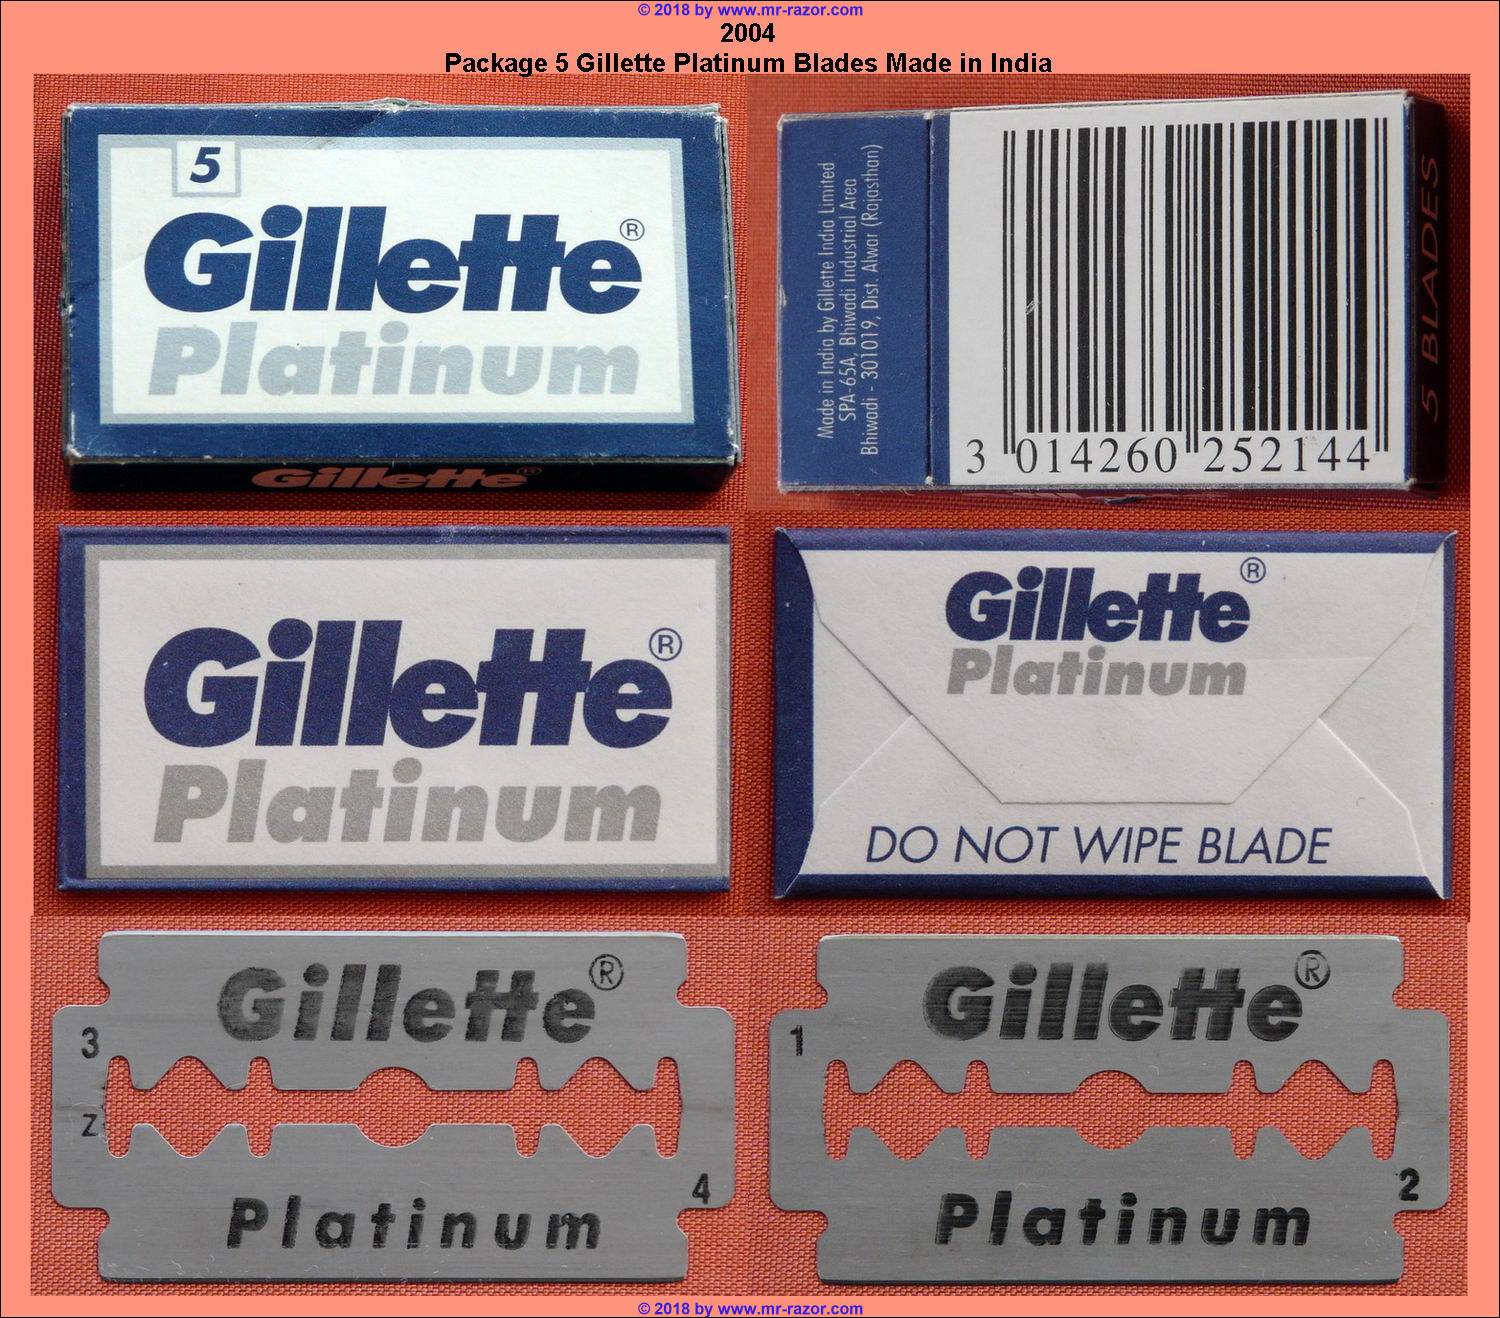 © 2018 by www.mr-razor.com
2004
Package 5 Gillette Platinum Blades Made in India
5
Gillette®
Platinum
Gillette®
Made in India by Gillette India Limited
SPA-65A, Bhiwadi Industrial Area
Bhiwadi - 301019, Dist. Alwar (Rajasthan)
3 014260 252144
5 BLADES
Gillette®
Platinum
Gillette®
Platinum
DO NOT WIPE BLADE
Gillette®
3
Z
4
Platinum
Gillette®
1
2
Platinum
© 2018 by www.mr-razor.com